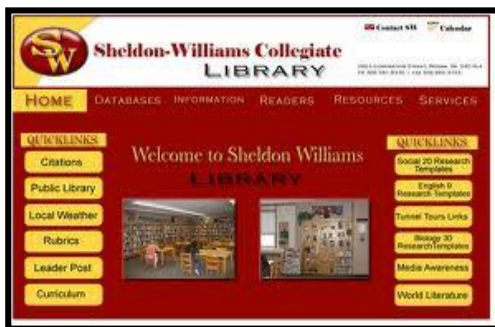 SW
Contact SW
Calendar
Sheldon-Williams Collegiate
LIBRARY
HOME DATABASES INFORMATION READERS RESOURCES SERVICES
QUICKLINKS
Citations
Public Library
Local Weather
Rubrics
Leader Post
Curriculum
Welcome to Sheldon Williams
LIBRARY
QUICKLINKS
Social 20 Research
Templates
English 9
Research Templates
Tunnel Tours Links
Biology 30
Research Templates
Media Awareness
World Literature